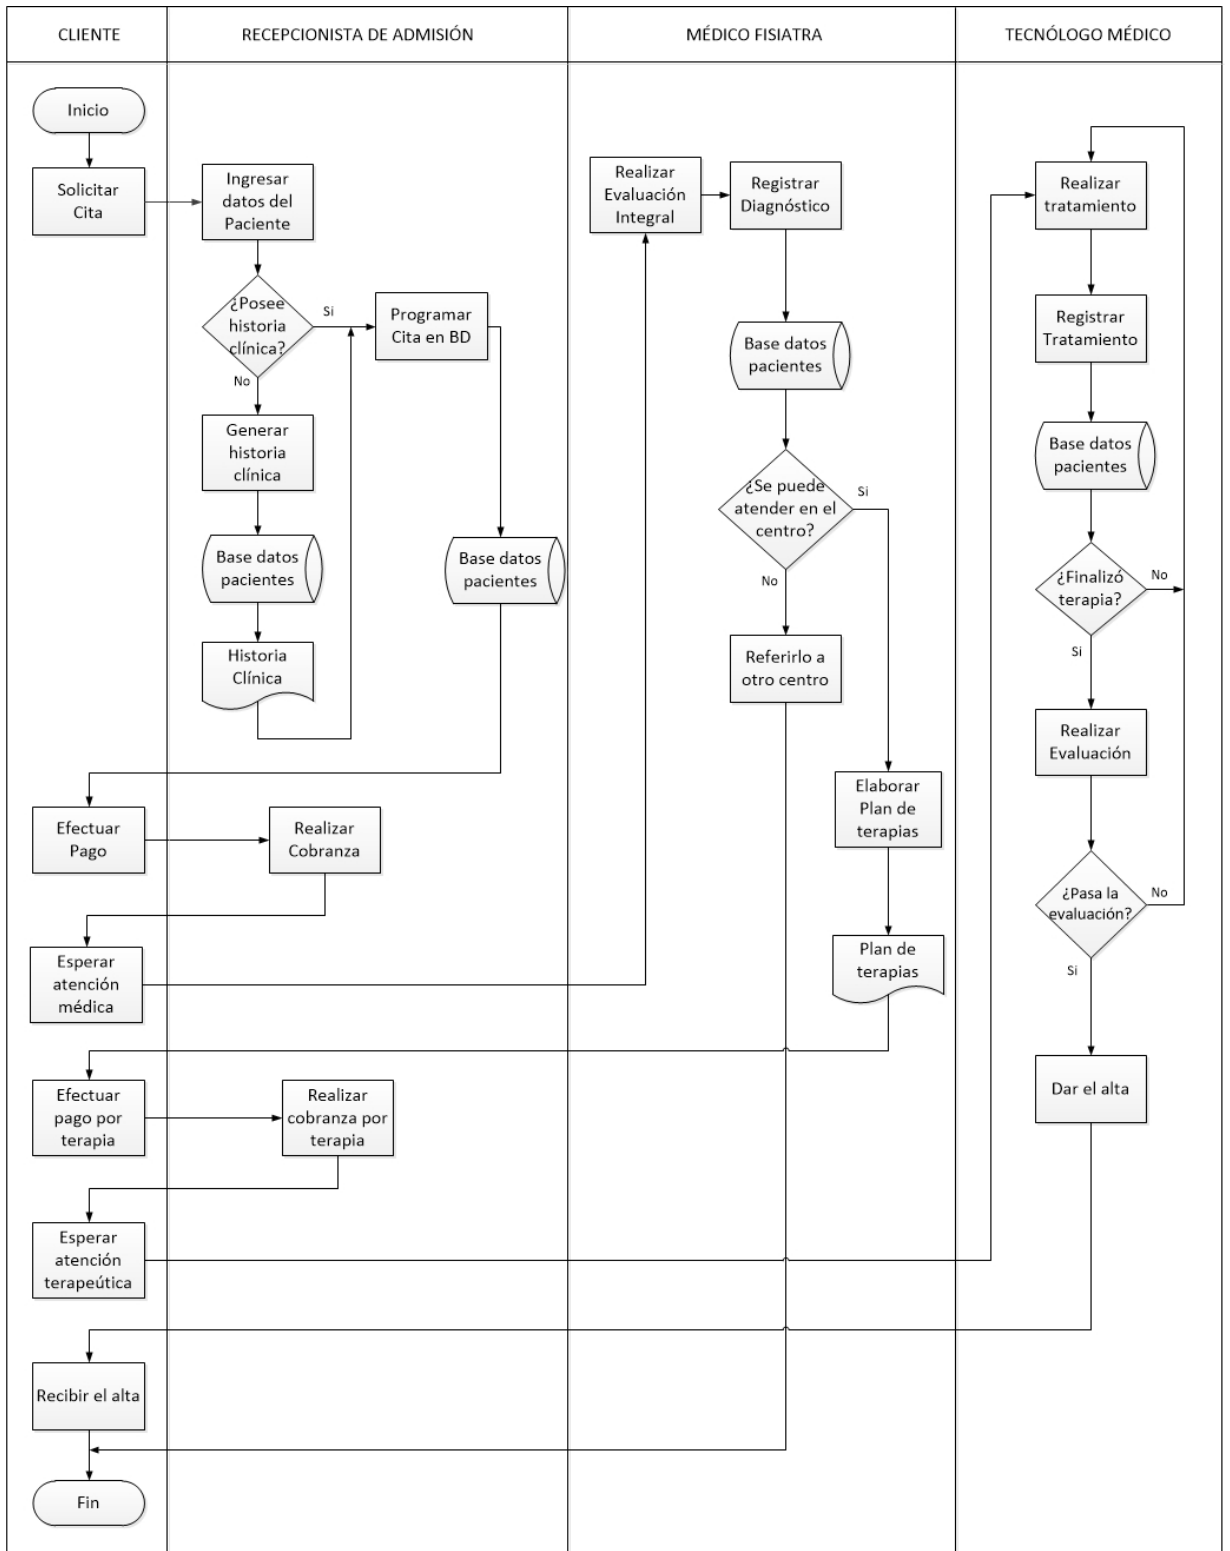 CLIENTE
RECEPCIONISTA DE ADMISIÓN
MÉDICO FISIATRA
TECNÓLOGO MÉDICO
Inicio
Solicitar
Cita
Ingresar
datos del
Paciente
¿Posee
historia
clínica?
Si
No
Programar
Cita en BD
Generar
historia
clínica
Base datos
pacientes
Historia
Clínica
Base datos
pacientes
Efectuar
Pago
Realizar
Cobranza
Esperar
atención
médica
Realizar
Evaluación
Integral
Registrar
Diagnóstico
Base datos
pacientes
¿Se puede
atender en el
centro?
Si
No
Referirlo a
otro centro
Elaborar
Plan de
terapias
Plan de
terapias
Efectuar
pago por
terapia
Realizar
cobranza por
terapia
Esperar
atención
terapeútica
Realizar
tratamiento
Registrar
Tratamiento
Base datos
pacientes
¿Finalizó
terapia?
No
Si
Realizar
Evaluación
¿Pasa la
evaluación?
No
Si
Dar el alta
Recibir el alta
Fin